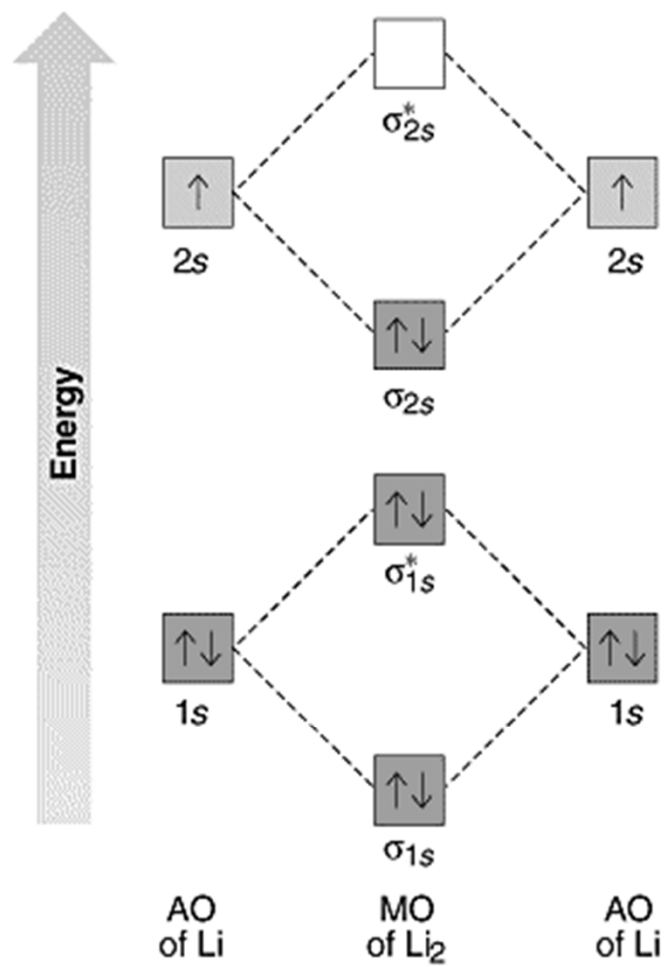 σ*2s
↑
↑
2s
2s
↑↓
σ2s
Energy
↑↓
σ*1s
↑↓
↑↓
1s
1s
↑↓
σ1s
AO
of Li
MO
of Li2
AO
of Li